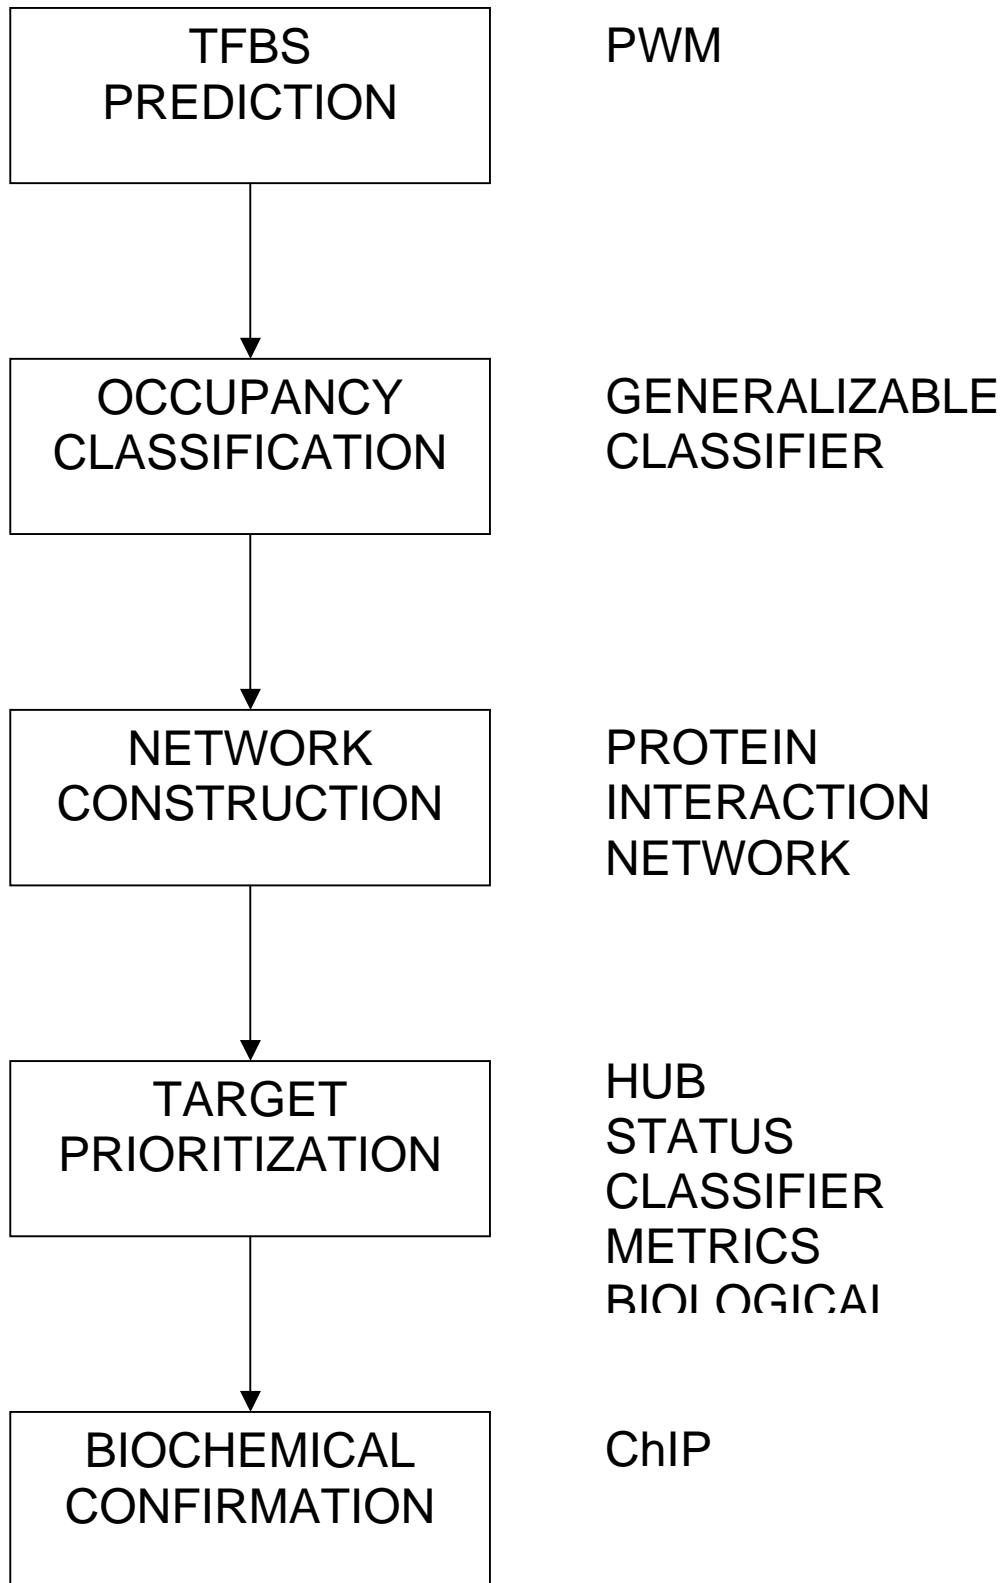 TFBS
PREDICTION
PWM
OCCUPANCY
CLASSIFICATION
GENERALIZABLE
CLASSIFIER
NETWORK
CONSTRUCTION
PROTEIN
INTERACTION
NETWORK
TARGET
PRIORITIZATION
HUB
STATUS
CLASSIFIER
METRICS
BIOLOGICAL
BIOCHEMICAL
CONFIRMATION
ChIP